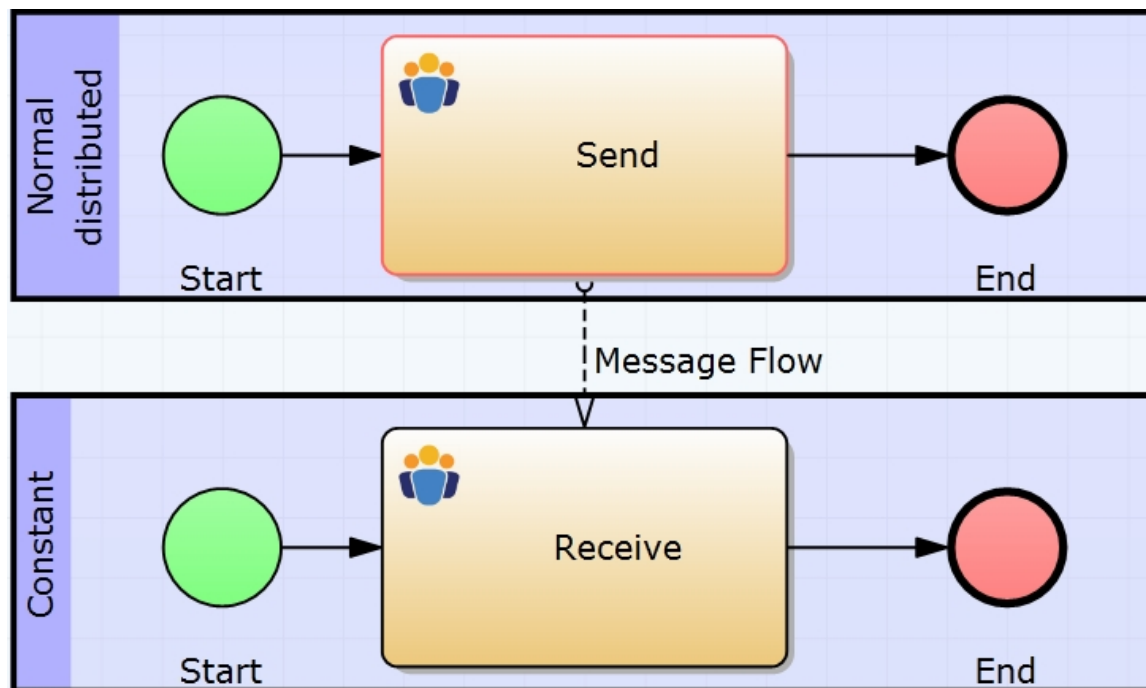 Normal
distributed
Send
Start
End
Message Flow
Constant
Receive
Start
End